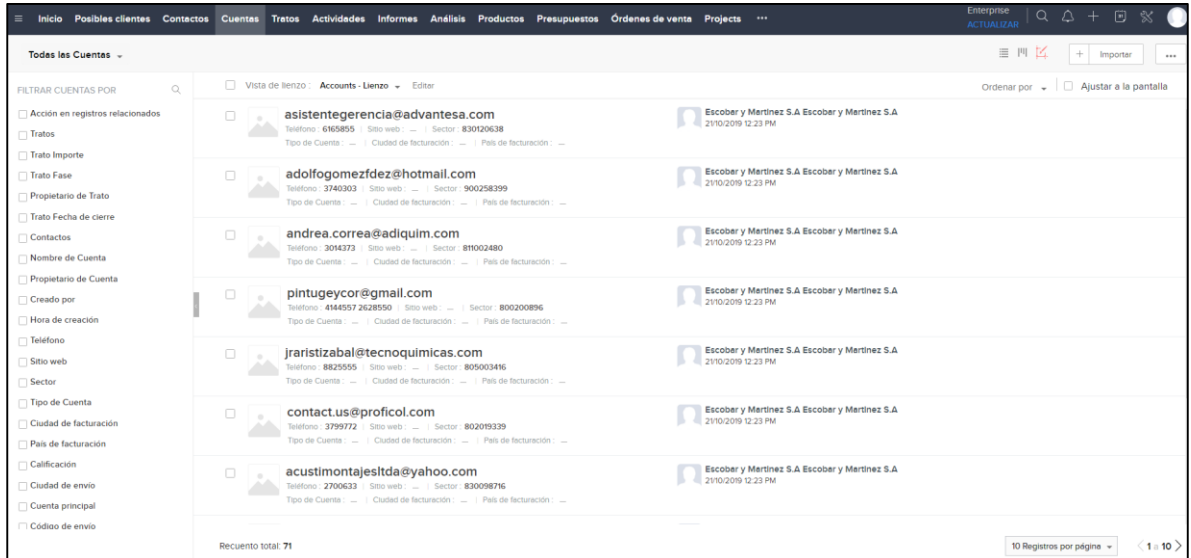 Inicio Posibles clientes Contactos Cuentas Tratos Actividades Informes Análisis Productos Presupuestos Órdenes de venta Projects ••• Enterprise
ACTUALIZAR
Todas las Cuentas
+ Importar •••
FILTRAR CUENTAS POR
Vista de lienzo : Accounts - Lienzo Editar Ordenar por Ajustar a la pantalla
Acción en registros relacionados
Tratos
Trato Importe
Trato Fase
Propietario de Trato
Trato Fecha de cierre
Contactos
Nombre de Cuenta
Propietario de Cuenta
Creado por
Hora de creación
Teléfono
Sitio web
Sector
Tipo de Cuenta
Ciudad de facturación
País de facturación
Calificación
Ciudad de envío
Cuenta principal
Código de envío
asistentegerencia@advantesa.com
Teléfono : 6165855 | Sitio web : — | Sector : 830120638
Tipo de Cuenta : — | Ciudad de facturación : — | País de facturación : —
Escobar y Martinez S.A Escobar y Martinez S.A
21/10/2019 12:23 PM
adolfogomezfdez@hotmail.com
Teléfono : 3740303 | Sitio web : — | Sector : 900258399
Tipo de Cuenta : — | Ciudad de facturación : — | País de facturación : —
Escobar y Martinez S.A Escobar y Martinez S.A
21/10/2019 12:23 PM
andrea.correa@adiquim.com
Teléfono : 3014373 | Sitio web : — | Sector : 811002480
Tipo de Cuenta : — | Ciudad de facturación : — | País de facturación : —
Escobar y Martinez S.A Escobar y Martinez S.A
21/10/2019 12:23 PM
pintugeycor@gmail.com
Teléfono : 4144557 2628550 | Sitio web : — | Sector : 800200896
Tipo de Cuenta : — | Ciudad de facturación : — | País de facturación : —
Escobar y Martinez S.A Escobar y Martinez S.A
21/10/2019 12:23 PM
jraristizabal@tecnoquimicas.com
Teléfono : 8825555 | Sitio web : — | Sector : 805003416
Tipo de Cuenta : — | Ciudad de facturación : — | País de facturación : —
Escobar y Martinez S.A Escobar y Martinez S.A
21/10/2019 12:23 PM
contact.us@proficol.com
Teléfono : 3799772 | Sitio web : — | Sector : 802019339
Tipo de Cuenta : — | Ciudad de facturación : — | País de facturación : —
Escobar y Martinez S.A Escobar y Martinez S.A
21/10/2019 12:23 PM
acustimontajesltda@yahoo.com
Teléfono : 2700633 | Sitio web : — | Sector : 830098716
Tipo de Cuenta : — | Ciudad de facturación : — | País de facturación : —
Escobar y Martinez S.A Escobar y Martinez S.A
21/10/2019 12:23 PM
Recuento total: 71
10 Registros por página 1 a 10